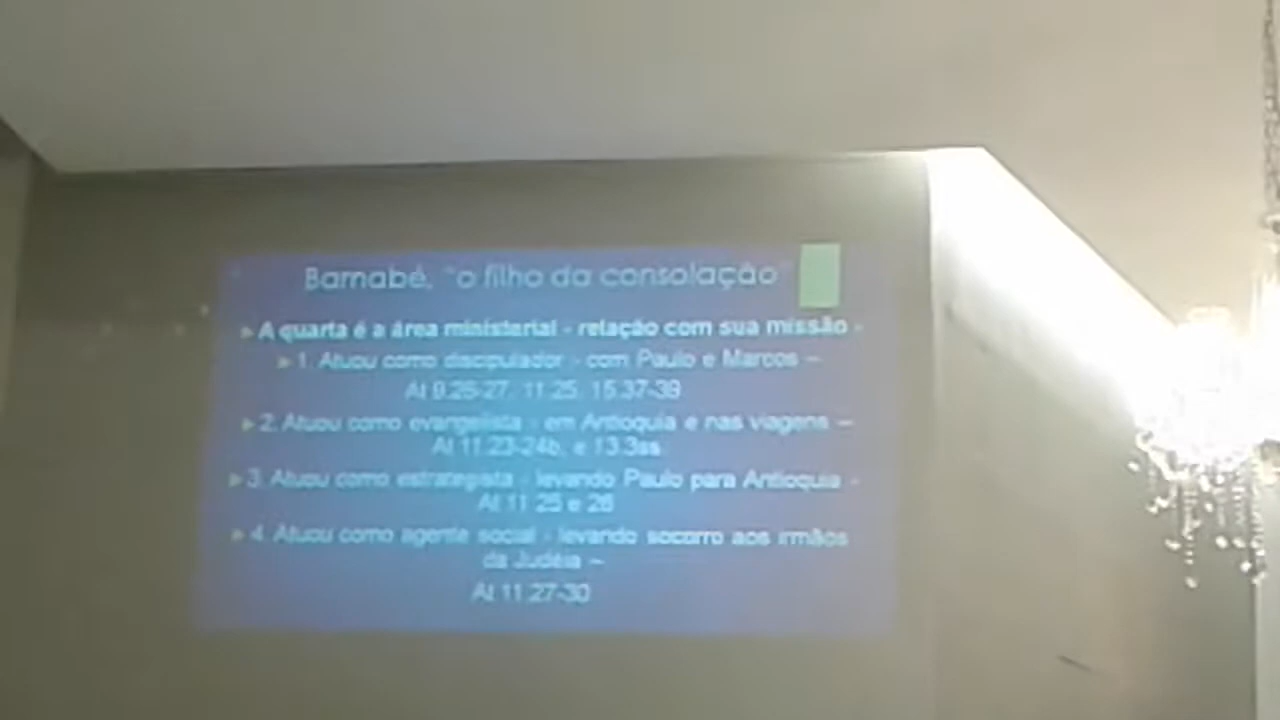 Barnabé, "o filho da consolação"
A quarta é a área ministerial - relação com sua missão -
1. Atuou como discipulador - com Paulo e Marcos –
At 9.26-27, 11.25, 15.37-39
2. Atuou como evangelista - em Antioquia e nas viagens –
At 11.23-24b, e 13.3ss.
3. Atuou como estrategista - levando Paulo para Antioquia -
At 11.25 e 26
4. Atuou como agente social - levando socorro aos irmãos
da Judéia –
At 11.27-30